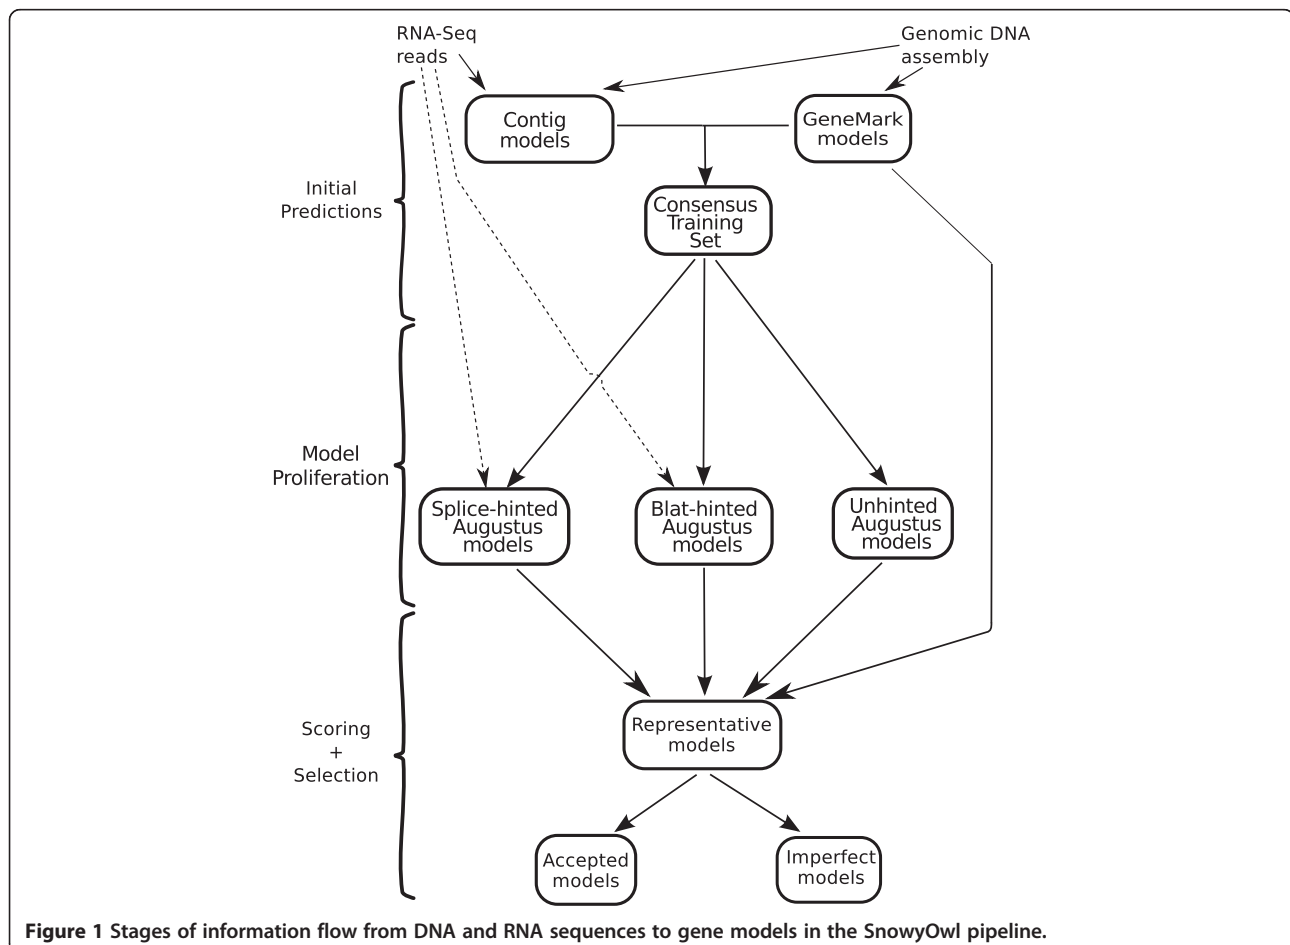 RNA-Seq
reads
Genomic DNA
assembly
Contig
models
GeneMark
models
Initial
Predictions
Consensus
Training
Set
Model
Proliferation
Splice-hinted
Augustus
models
Blat-hinted
Augustus
models
Unhinted
Augustus
models
Scoring
+
Selection
Representative
models
Accepted
models
Imperfect
models
Figure 1 Stages of information flow from DNA and RNA sequences to gene models in the SnowyOwl pipeline.